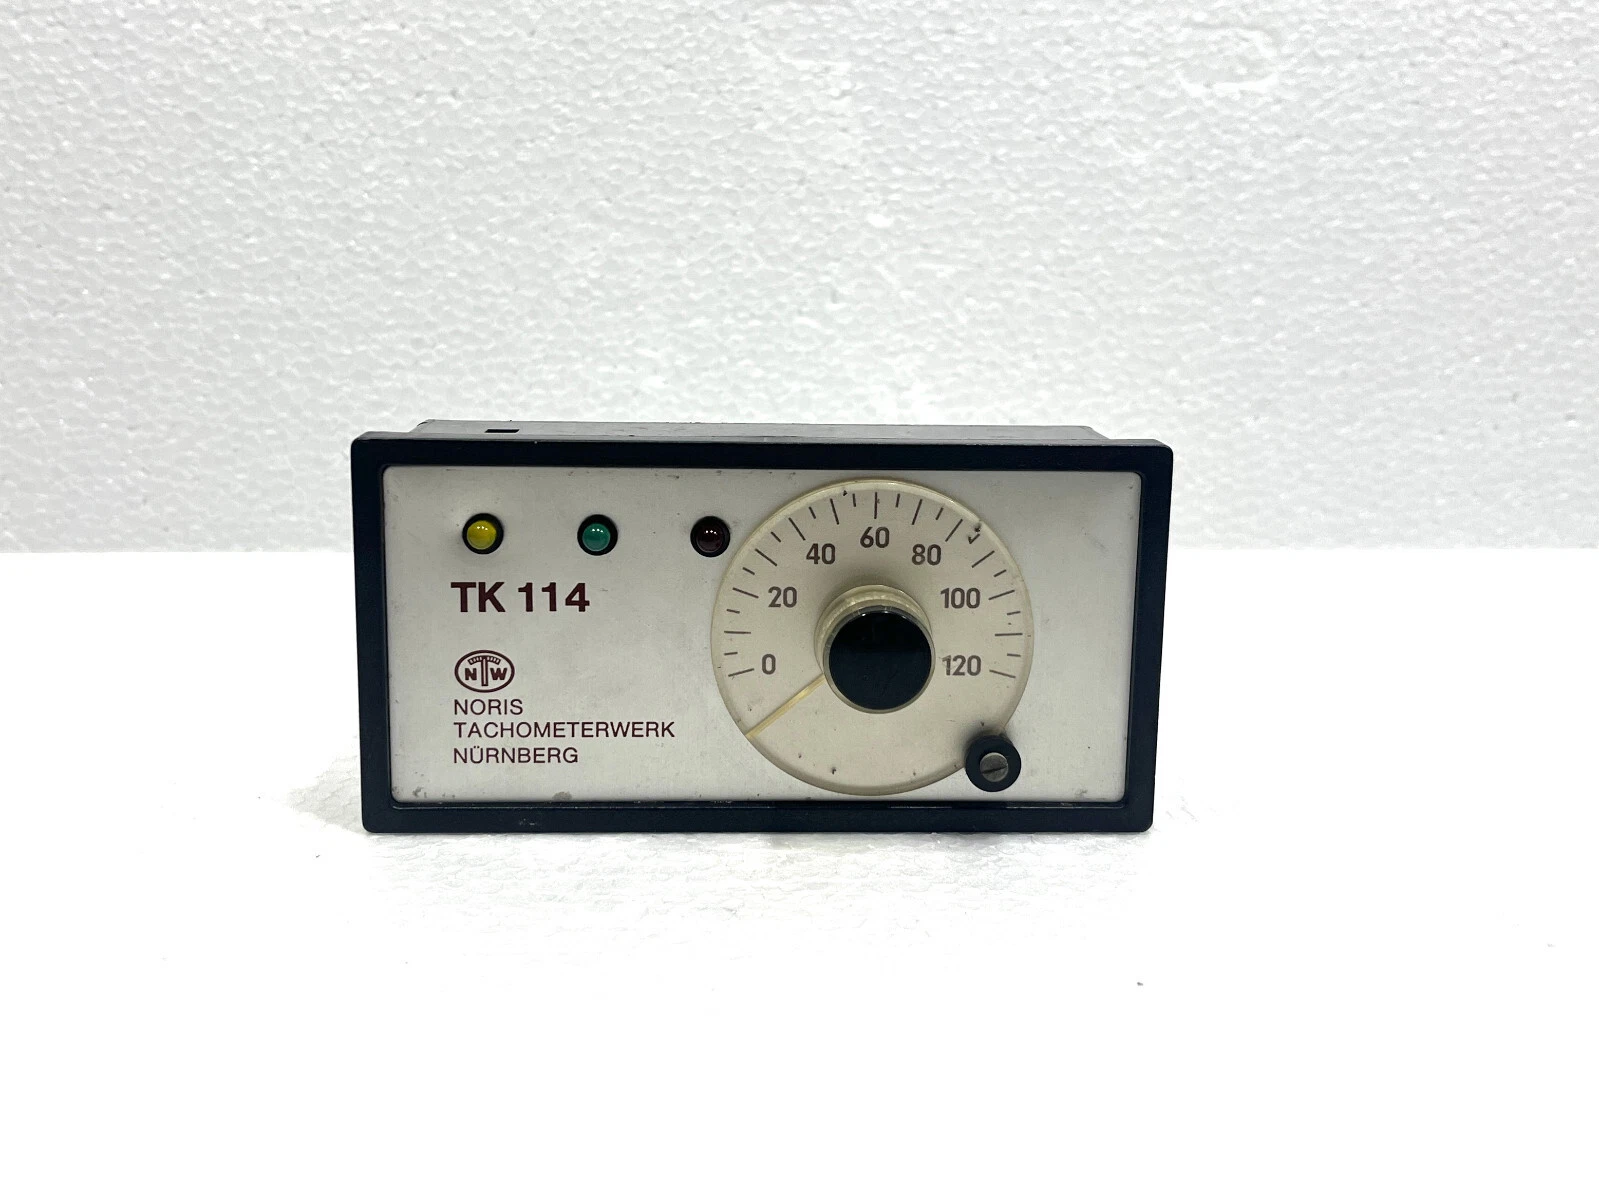 TK 114
NTW
NORIS
TACHOMETERWERK
NÜRNBERG
0 20 40 60 80 100 120